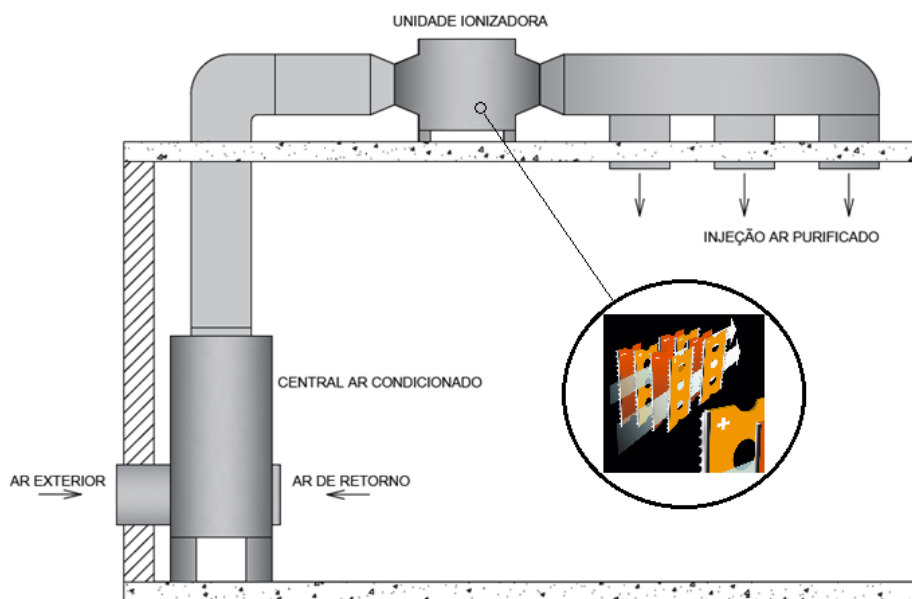 UNIDADE IONIZADORA
INJEÇÃO AR PURIFICADO
CENTRAL AR CONDICIONADO
AR EXTERIOR
AR DE RETORNO
+